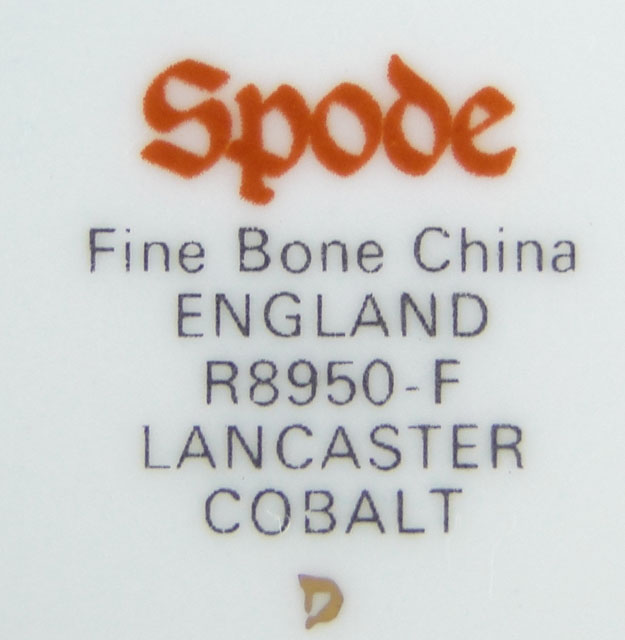 Spode
Fine Bone China
ENGLAND
R8950-F
LANCASTER
COBALT
D